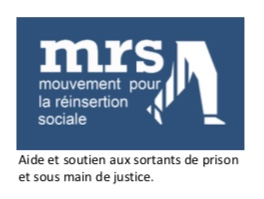 mrs
mouvement pour
la réinsertion
sociale
Aide et soutien aux sortants de prison
et sous main de justice.